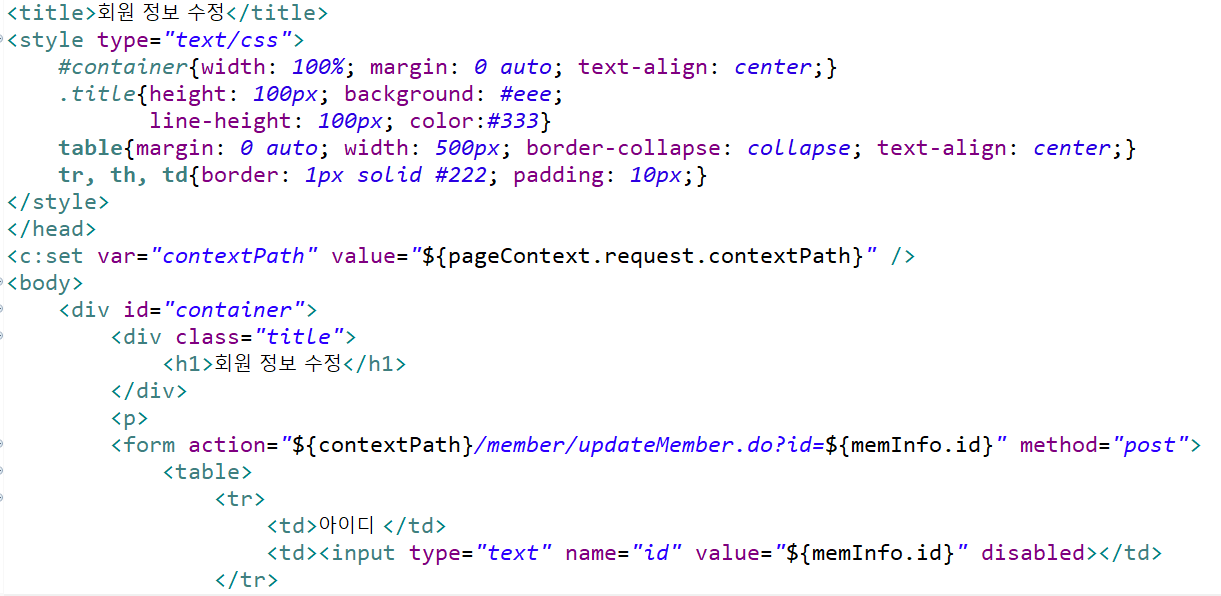 <title>회원 정보 수정</title>
<style type="text/css">
#container{width: 100%; margin: 0 auto; text-align: center;}
.title{height: 100px; background: #eee;
line-height: 100px; color:#333}
table{margin: 0 auto; width: 500px; border-collapse: collapse; text-align: center;}
tr, th, td{border: 1px solid #222; padding: 10px;}
</style>
</head>
<c:set var="contextPath" value="${pageContext.request.contextPath}" />
<body>
<div id="container">
<div class="title">
<h1>회원 정보 수정</h1>
</div>
<p>
<form action="${contextPath}/member/updateMember.do?id=${memInfo.id}" method="post">
<table>
<tr>
<td>아이디 </td>
<td><input type="text" name="id" value="${memInfo.id}" disabled></td>
</tr>